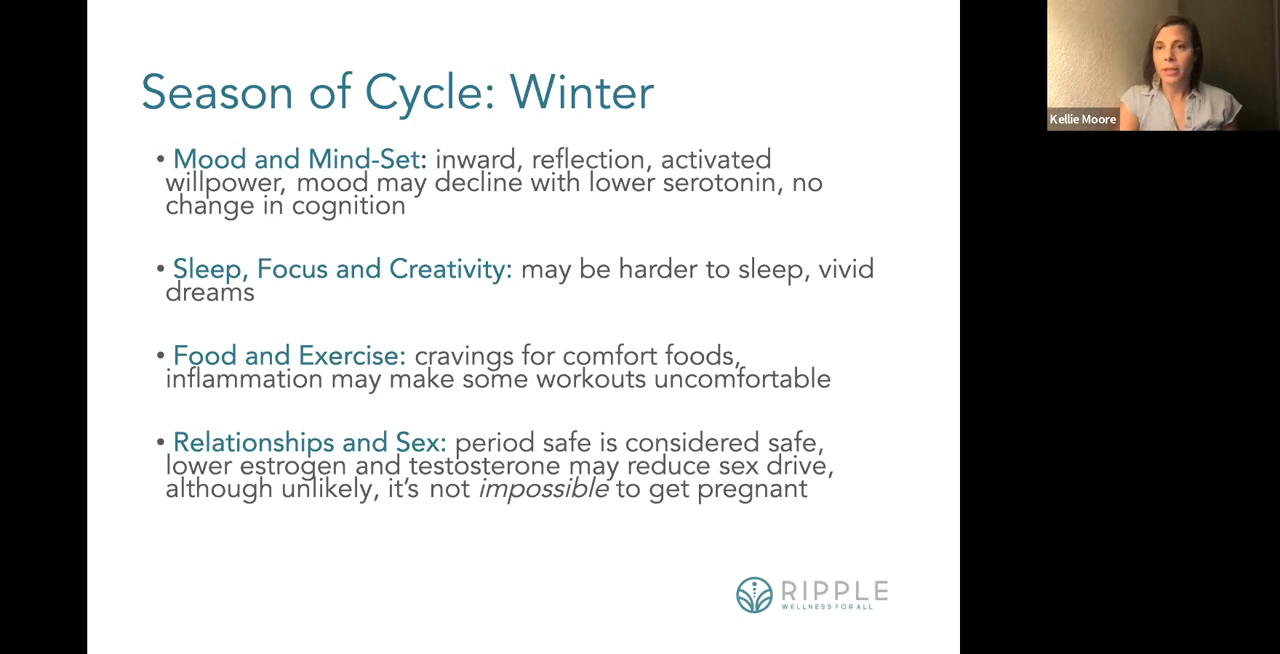 Season of Cycle: Winter
• Mood and Mind-Set: inward, reflection, activated
willpower, mood may decline with lower serotonin, no
change in cognition
• Sleep, Focus and Creativity: may be harder to sleep, vivid
dreams
• Food and Exercise: cravings for comfort foods,
inflammation may make some workouts uncomfortable
• Relationships and Sex: period safe is considered safe,
lower estrogen and testosterone may reduce sex drive,
although unlikely, it's not impossible to get pregnant
RIPPLE
WELLNESS FOR ALL
Kellie Moore